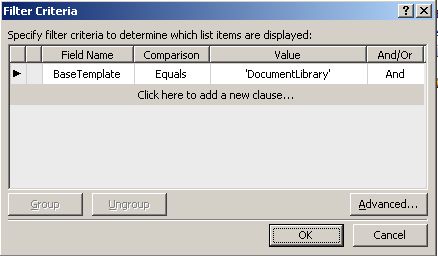 Filter Criteria
Specify filter criteria to determine which list items are displayed:
Field Name Comparison Value And/Or
BaseTemplate Equals 'DocumentLibrary' And
Click here to add a new clause...
Group Ungroup Advanced...
OK Cancel